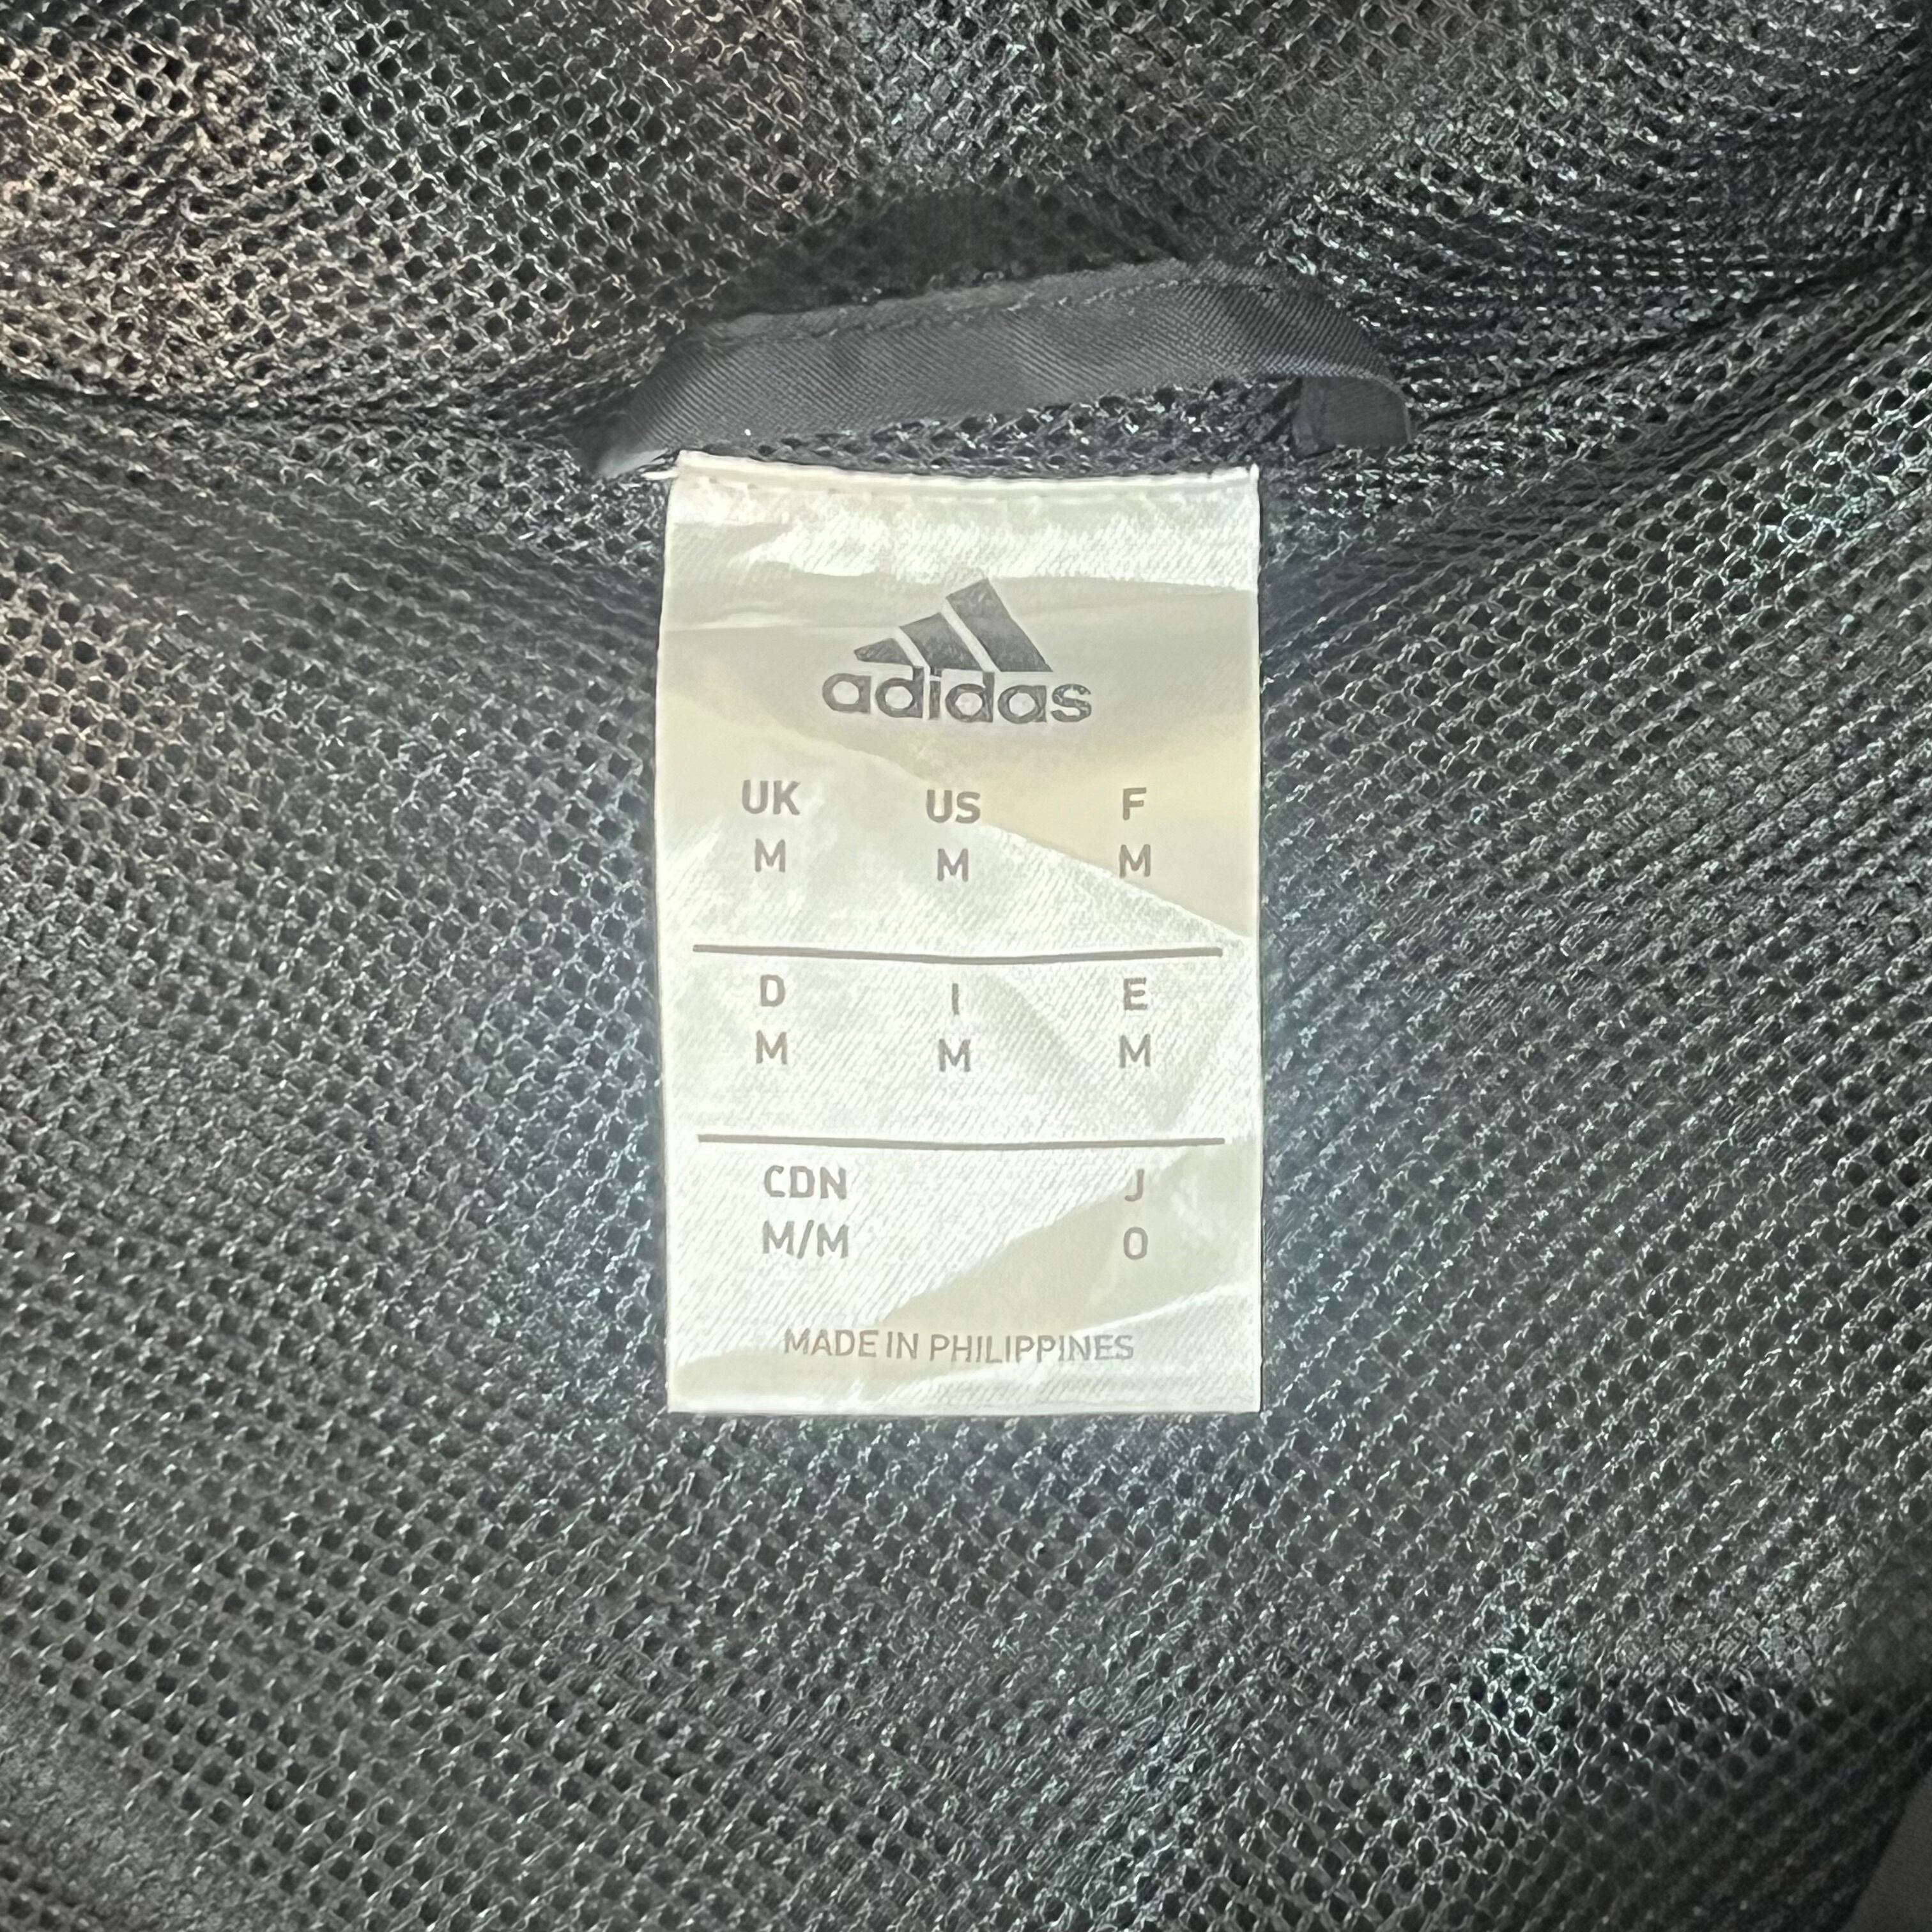 adidas
UK US F
M M M
D I E
M M M
CDN J
M/M O
MADE IN PHILIPPINES